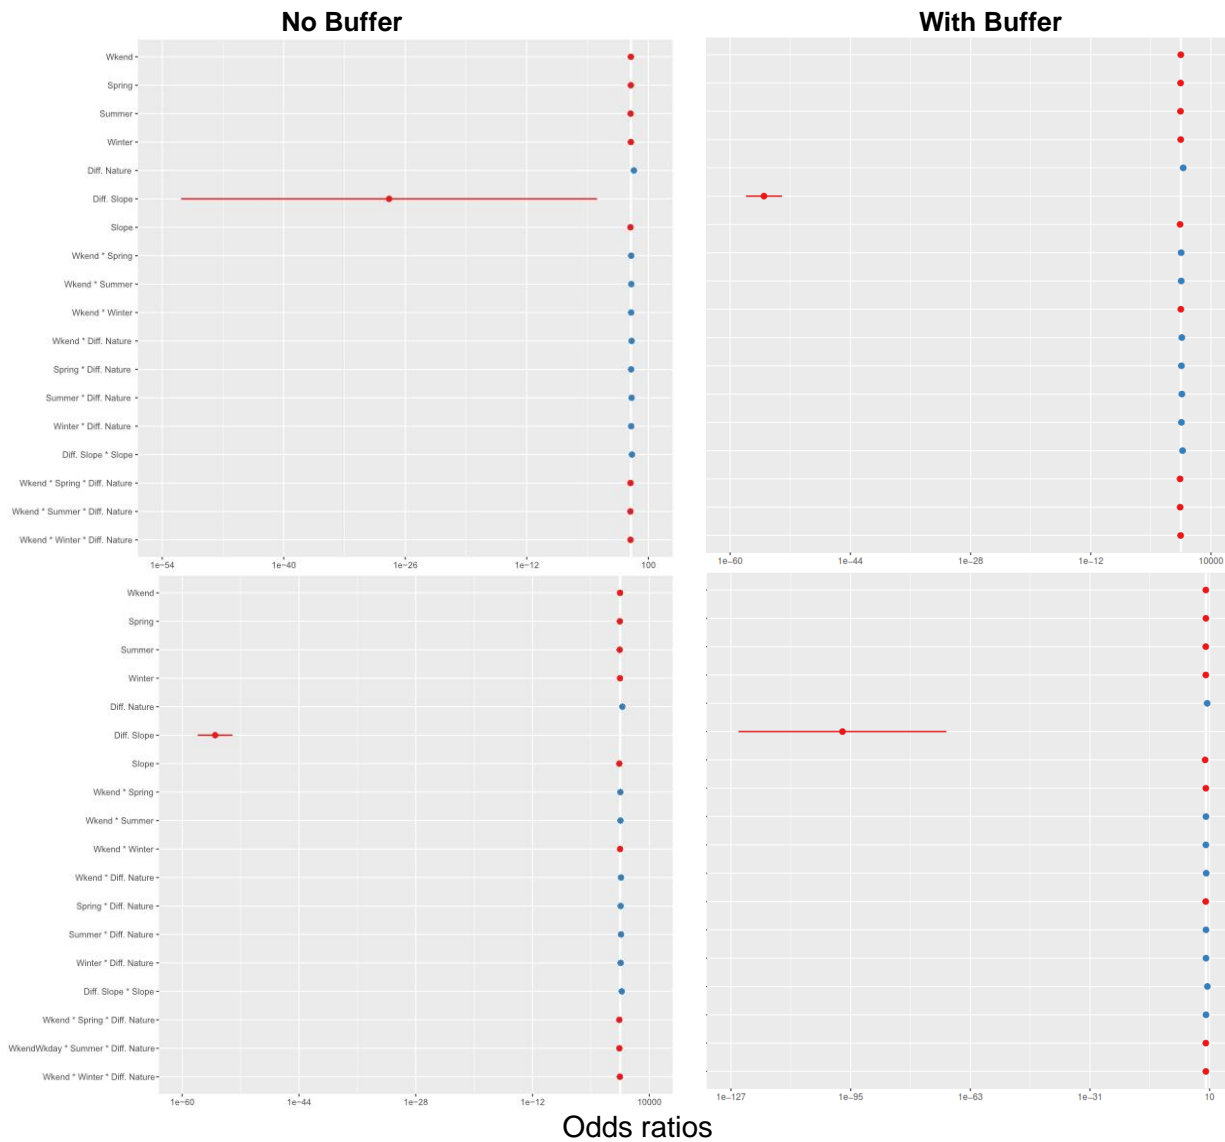 No Buffer
With Buffer
Wkend
Spring
Summer
Winter
Diff. Nature
Diff. Slope
Slope
Wkend * Spring
Wkend * Summer
Wkend * Winter
Wkend * Diff. Nature
Spring * Diff. Nature
Summer * Diff. Nature
Winter * Diff. Nature
Diff. Slope * Slope
Wkend * Spring * Diff. Nature
Wkend * Summer * Diff. Nature
Wkend * Winter * Diff. Nature
1e−54 1e−40 1e−26 1e−12 100
1e−60 1e−44 1e−28 1e−12 10000
Wkend
Spring
Summer
Winter
Diff. Nature
Diff. Slope
Slope
Wkend * Spring
Wkend * Summer
Wkend * Winter
Wkend * Diff. Nature
Spring * Diff. Nature
Summer * Diff. Nature
Winter * Diff. Nature
Diff. Slope * Slope
Wkend * Spring * Diff. Nature
WkendWkday * Summer * Diff. Nature
Wkend * Winter * Diff. Nature
1e−60 1e−44 1e−28 1e−12 10000
1e−127 1e−95 1e−63 1e−31 10
Odds ratios